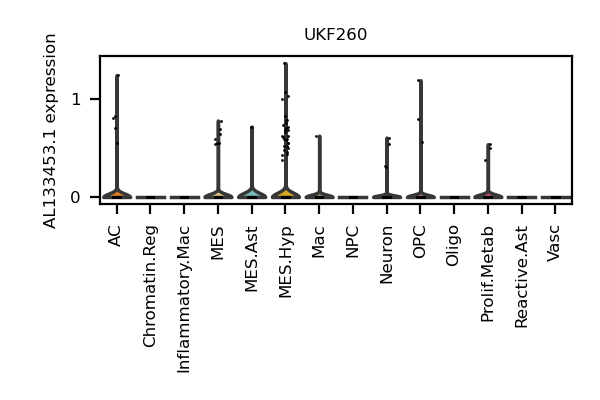 UKF260
AL133453.1 expression
1
0
AC
Chromatin.Reg
Inflammatory.Mac
MES
MES.Ast
MES.Hyp
Mac
NPC
Neuron
OPC
Oligo
Prolif.Metab
Reactive.Ast
Vasc